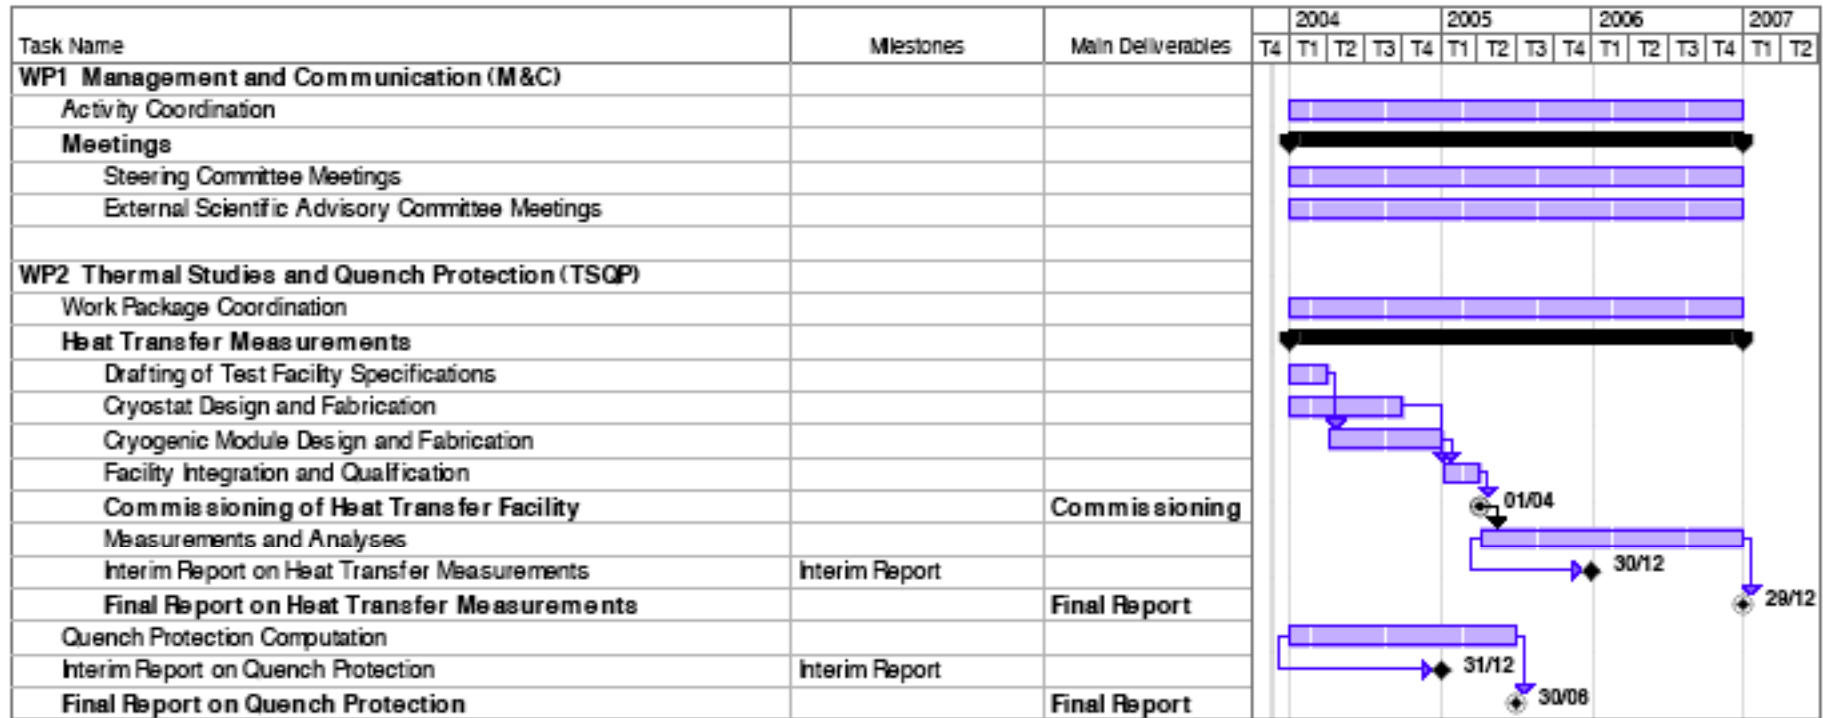 2004 2005 2006 2007
Task Name Milestones Main Deliverables T4 T1 T2 T3 T4 T1 T2 T3 T4 T1 T2 T3 T4 T1 T2
WP1 Management and Communication (M&C)
Activity Coordination
Meetings
Steering Committee Meetings
External Scientific Advisory Committee Meetings
WP2 Thermal Studies and Quench Protection (TSQP)
Work Package Coordination
Heat Transfer Measurements
Drafting of Test Facility Specifications
Cryostat Design and Fabrication
Cryogenic Module Design and Fabrication
Facility Integration and Qualification
Commissioning of Heat Transfer Facility Commissioning 01/04
Measurements and Analyses
Interim Report on Heat Transfer Measurements Interim Report 30/12
Final Report on Heat Transfer Measurements Final Report 29/12
Quench Protection Computation
Interim Report on Quench Protection Interim Report 31/12
Final Report on Quench Protection Final Report 30/06